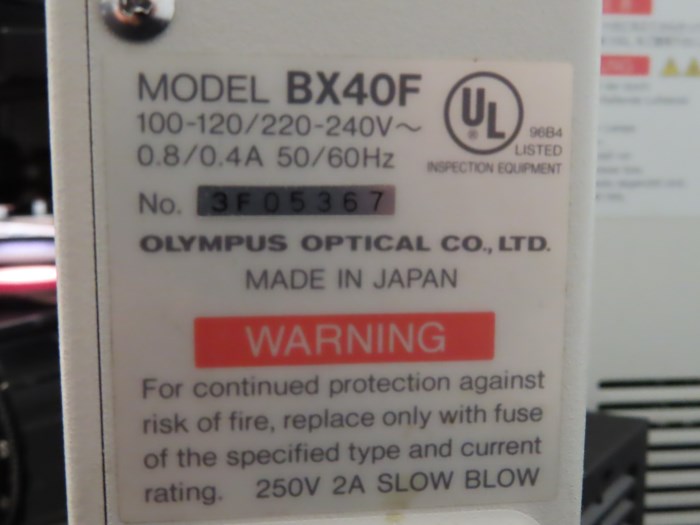 MODEL BX40F
100-120/220-240V~
0.8/0.4A 50/60Hz
UL
96B4
LISTED
INSPECTION EQUIPMENT
No. 3F05367
OLYMPUS OPTICAL CO., LTD.
MADE IN JAPAN
WARNING
For continued protection against
risk of fire, replace only with fuse
of the specified type and current
rating. 250V 2A SLOW BLOW